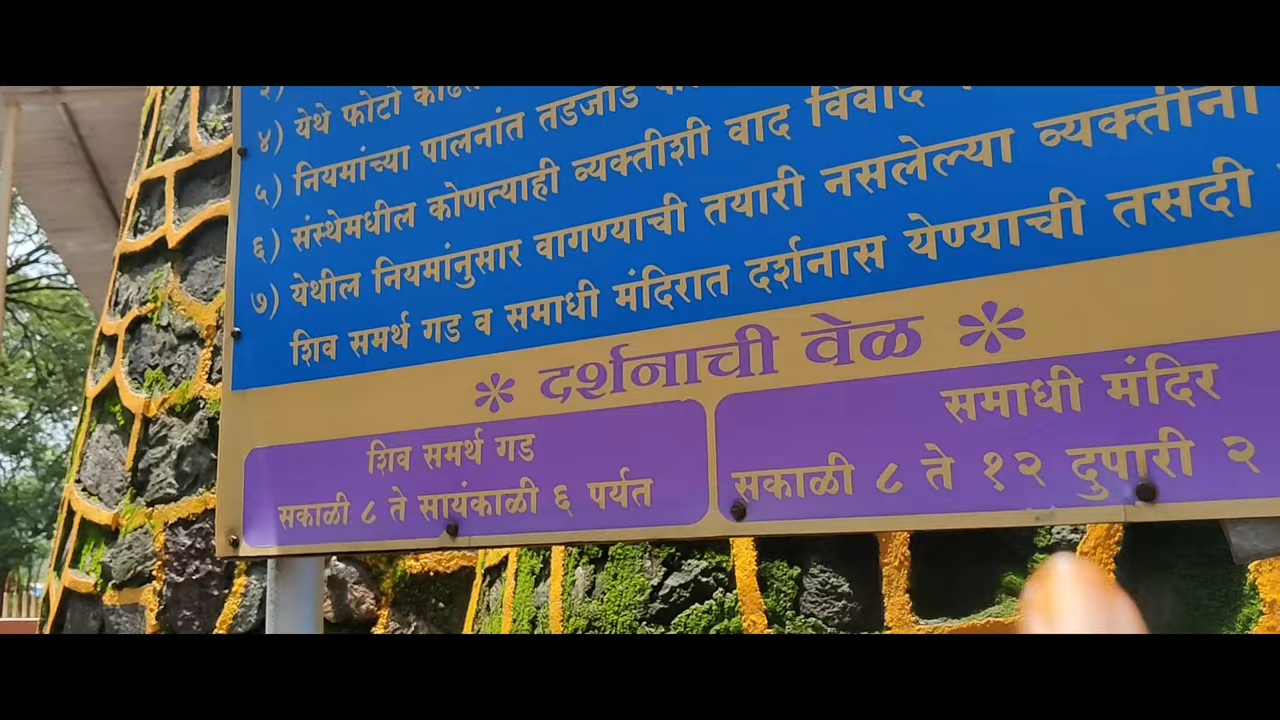 ४) येथे फोटो
५) नियमांच्या पालनांत तडजोड
६) संस्थेमधील कोणत्याही व्यक्तीशी वाद विवाद
७) येथील नियमांनुसार वागण्याची तयारी नसलेल्या व्यक्तींनी
शिव समर्थ गड व समाधी मंदिरात दर्शनास येण्याची तसदी
दर्शनाची वेळ
शिव समर्थ गड
सकाळी ८ ते सायंकाळी ६ पर्यत
समाधी मंदिर
सकाळी ८ ते १२ दुपारी २